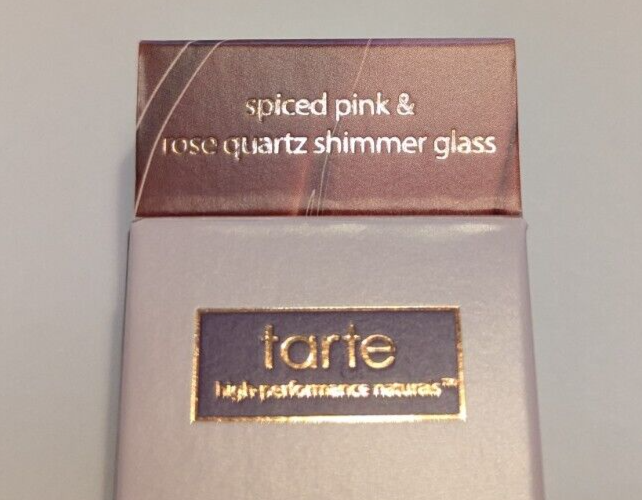 spiced pink &
rose quartz shimmer glass
tarte
high-performance naturals™